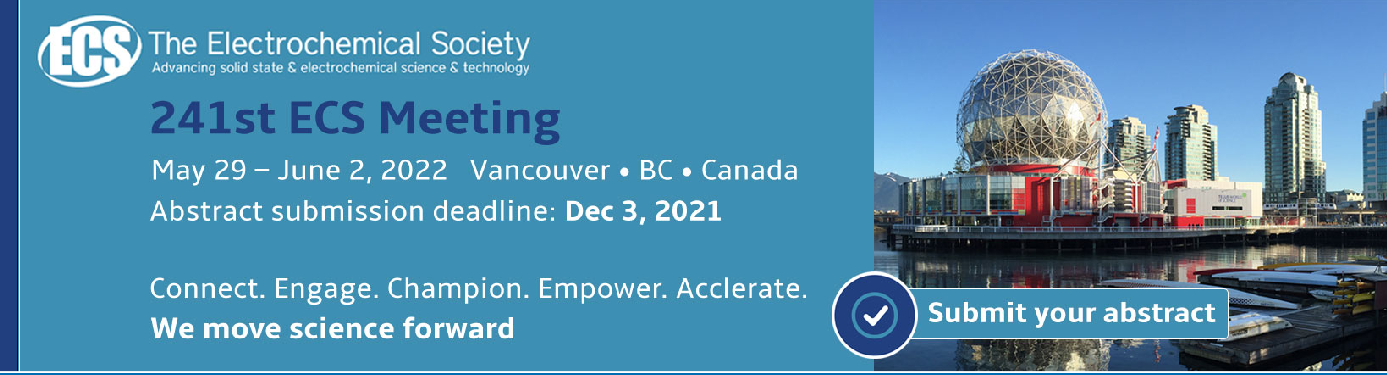 ECS The Electrochemical Society
Advancing solid state & electrochemical science & technology
241st ECS Meeting
May 29 – June 2, 2022 Vancouver • BC • Canada
Abstract submission deadline: Dec 3, 2021
Connect. Engage. Champion. Empower. Acclerate.
We move science forward
Submit your abstract